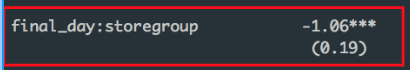 final_day:storegroup -1.06***
(0.19)